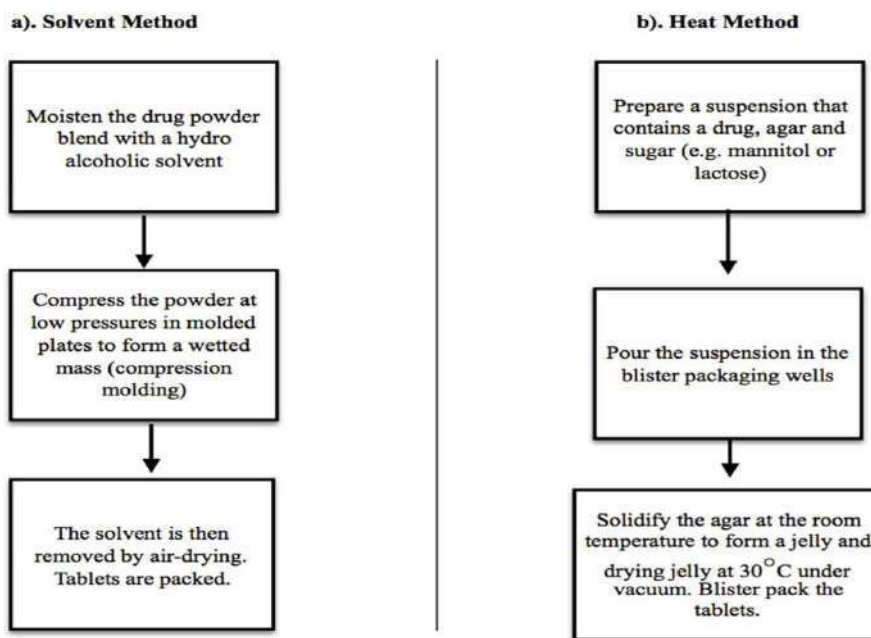 a). Solvent Method
Moisten the drug powder
blend with a hydro
alcoholic solvent
Compress the powder at
low pressures in molded
plates to form a wetted
mass (compression
molding)
The solvent is then
removed by air-drying.
Tablets are packed.
b). Heat Method
Prepare a suspension that
contains a drug, agar and
sugar (e.g. mannitol or
lactose)
Pour the suspension in the
blister packaging wells
Solidify the agar at the room
temperature to form a jelly and
drying jelly at 30°C under
vacuum. Blister pack the
tablets.